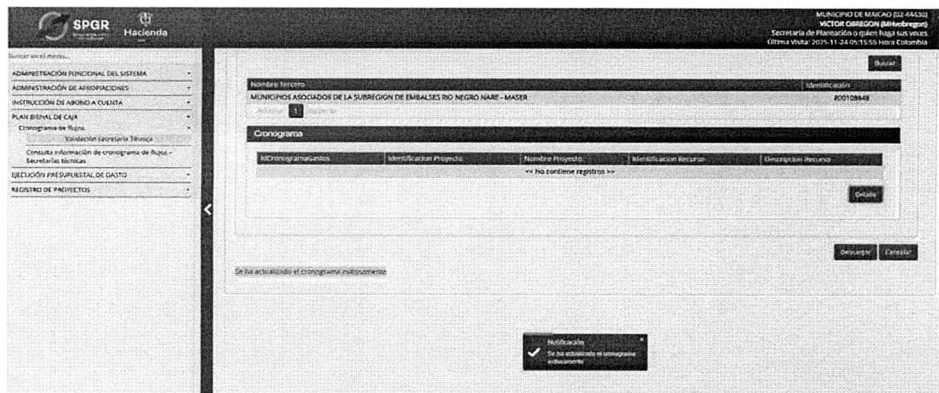 SPGR
Hacienda
MUNICIPIO DE MAICAO (02-44430)
VICTOR OBREGON (MHvobregon)
Secretaría de Planeación o quien haga sus veces
Última Visita: 2025-11-24 05:15:55 Hora Colombia
Buscar en el menú...
ADMINISTRACIÓN FUNCIONAL DEL SISTEMA
ADMINISTRACIÓN DE APROPIACIONES
INSTRUCCIÓN DE ABONO A CUENTA
PLAN BIENAL DE CAJA
Cronograma de flujos
Validación Secretaría Técnica
Consulta información de cronograma de flujos -
Secretarías técnicas
EJECUCIÓN PRESUPUESTAL DE GASTO
REGISTRO DE PROYECTOS
Buscar
Nombre Tercero Identificación
MUNICIPIOS ASOCIADOS DE LA SUBREGION DE EMBALSES RIO NEGRO NARE - MASER
Anterior 1
Cronograma
IdCronogramaGastos Identificacion Proyecto Nombre Proyecto Identificacion Recurso Descripcion Recurso
<< No contiene registros >>
Detalle
Descargar Cancelar
Se ha actualizado el cronograma exitosamente
Notificación
Se ha actualizado el cronograma
exitosamente